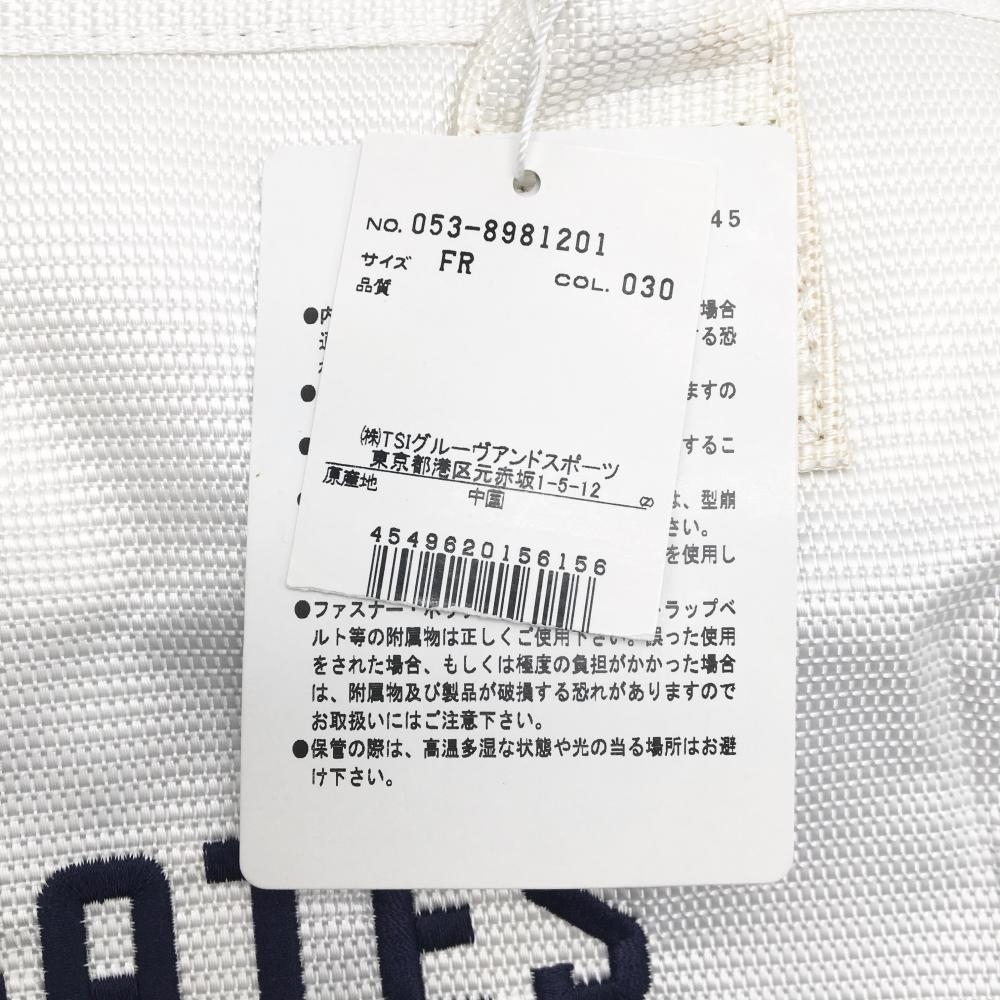 NO. 053-8981201
サイズ FR COL. 030
品質
㈱TSIグルーヴアンドスポーツ
東京都港区元赤坂1-5-12
原産地 中国 Ⓩ
4549620156156
45
●内 場合
る恐
● ますの
● するこ
● は、型崩
さい。
を使用し
●ファスナー・ホック ラップベ
ルト等の附属物は正しくご使用下さい。誤った使用
をされた場合、もしくは極度の負担がかかった場合
は、附属物及び製品が破損する恐れがありますので
お取扱いにはご注意下さい。
●保管の際は、高温多湿な状態や光の当る場所はお避
け下さい。
ATES